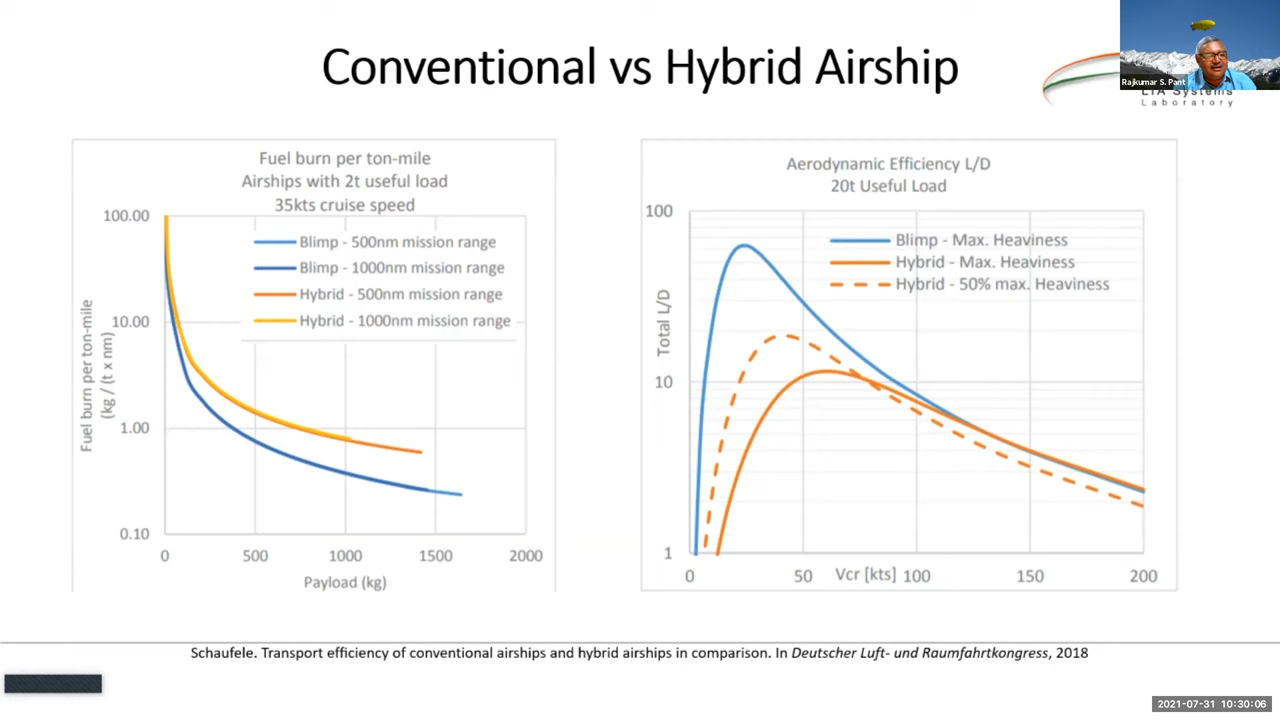 Conventional vs Hybrid Airship
Rajkumar S. Pant
LTA Systems
Laboratory
Fuel burn per ton-mile
Airships with 2t useful load
35kts cruise speed
100.00
10.00
1.00
0.10
Fuel burn per ton-mile
(kg / (t x nm)
Blimp - 500nm mission range
Blimp - 1000nm mission range
Hybrid - 500nm mission range
Hybrid - 1000nm mission range
0 500 1000 1500 2000
Payload (kg)
Aerodynamic Efficiency L/D
20t Useful Load
100
10
1
Total L/D
Blimp - Max. Heaviness
Hybrid - Max. Heaviness
Hybrid - 50% max. Heaviness
0 50 Vcr [kts] 100 150 200
Schaufele. Transport efficiency of conventional airships and hybrid airships in comparison. In Deutscher Luft- und Raumfahrtkongress, 2018
2021-07-31 10:30:06